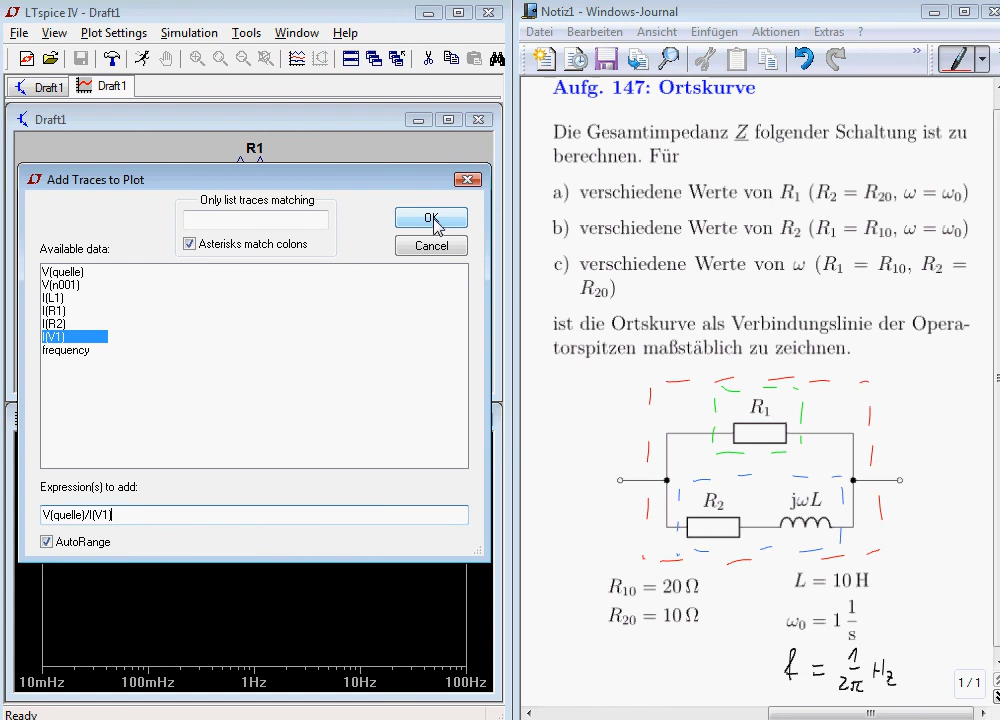 LTspice IV - Draft1
File View Plot Settings Simulation Tools Window Help
Draft1 Draft1
Draft1
R1
Add Traces to Plot
Only list traces matching
Asterisks match colons
OK
Cancel
Available data:
V(quelle)
V(n001)
I(L1)
I(R1)
I(R2)
I(V1)
frequency
Expression(s) to add:
V(quelle)/I(V1)
AutoRange
10mHz 100mHz 1Hz 10Hz 100Hz
Ready
Notiz1 - Windows-Journal
Datei Bearbeiten Ansicht Einfügen Aktionen Extras ?
Aufg. 147: Ortskurve
Die Gesamtimpedanz Z folgender Schaltung ist zu
berechnen. Für
a) verschiedene Werte von R₁ (R₂ = R₂₀, ω = ω₀)
b) verschiedene Werte von R₂ (R₁ = R₁₀, ω = ω₀)
c) verschiedene Werte von ω (R₁ = R₁₀, R₂ =
R₂₀)
ist die Ortskurve als Verbindungslinie der Opera-
torspitzen maßstäblich zu zeichnen.
R₁
R₂ jωL
R₁₀ = 20 Ω L = 10 H
R₂₀ = 10 Ω ω₀ = 1 1/s
f = 1/2π Hz
1 / 1